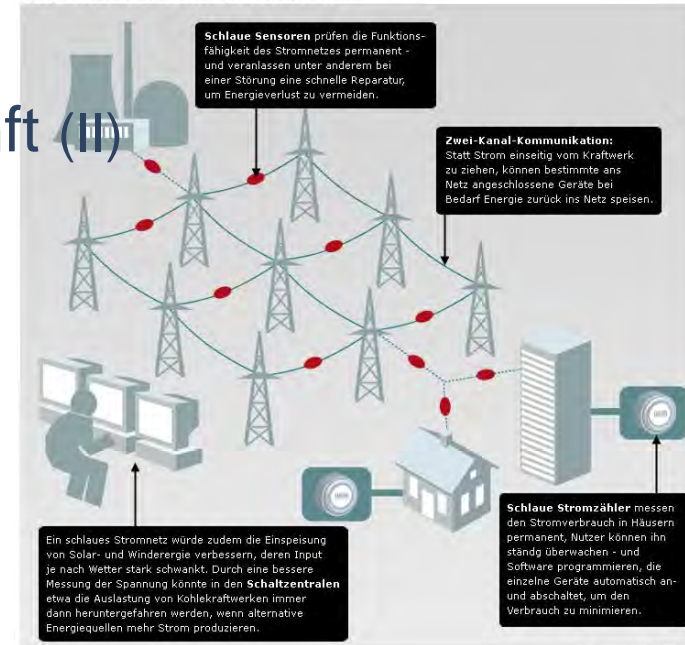 Schlaue Sensoren prüfen die Funktions-
fähigkeit des Stromnetzes permanent -
und veranlassen unter anderem bei
einer Störung eine schnelle Reparatur,
um Energieverlust zu vermeiden.
ft (II)
Zwei-Kanal-Kommunikation:
Statt Strom einseitig vom Kraftwerk
zu ziehen, können bestimmte ans
Netz angeschlossene Geräte bei
Bedarf Energie zurück ins Netz speisen.
Ein schlaues Stromnetz würde zudem die Einspeisung
von Solar- und Winderergie verbessern, deren Input
je nach Wetter stark schwankt. Durch eine bessere
Messung der Spannung könnte in den Schaltzentralen
etwa die Auslastung von Kohlekraftwerken immer
dann heruntergefahren werden, wenn alternative
Energiequellen mehr Strom produzieren.
Schlaue Stromzähler messen
den Stromverbrauch in Häusern
permanent, Nutzer können ihn
ständg überwachen - und
Software programmieren, die
einzelne Geräte automatisch an-
und abschaltet, um den
Verbrauch zu minimieren.